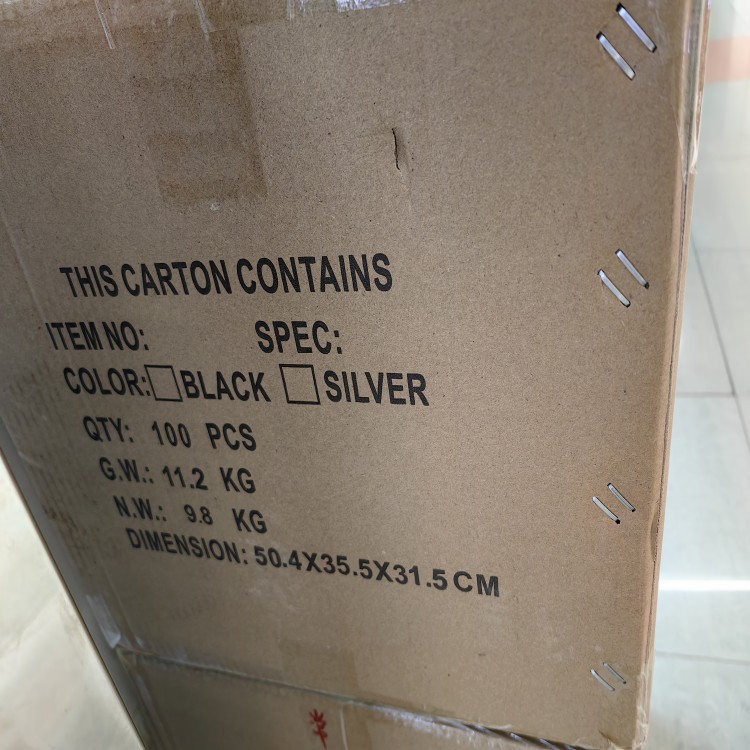 THIS CARTON CONTAINS
ITEM NO: SPEC:
COLOR: BLACK SILVER
QTY: 100 PCS
G.W.: 11.2 KG
N.W.: 9.8 KG
DIMENSION: 50.4X35.5X31.5CM